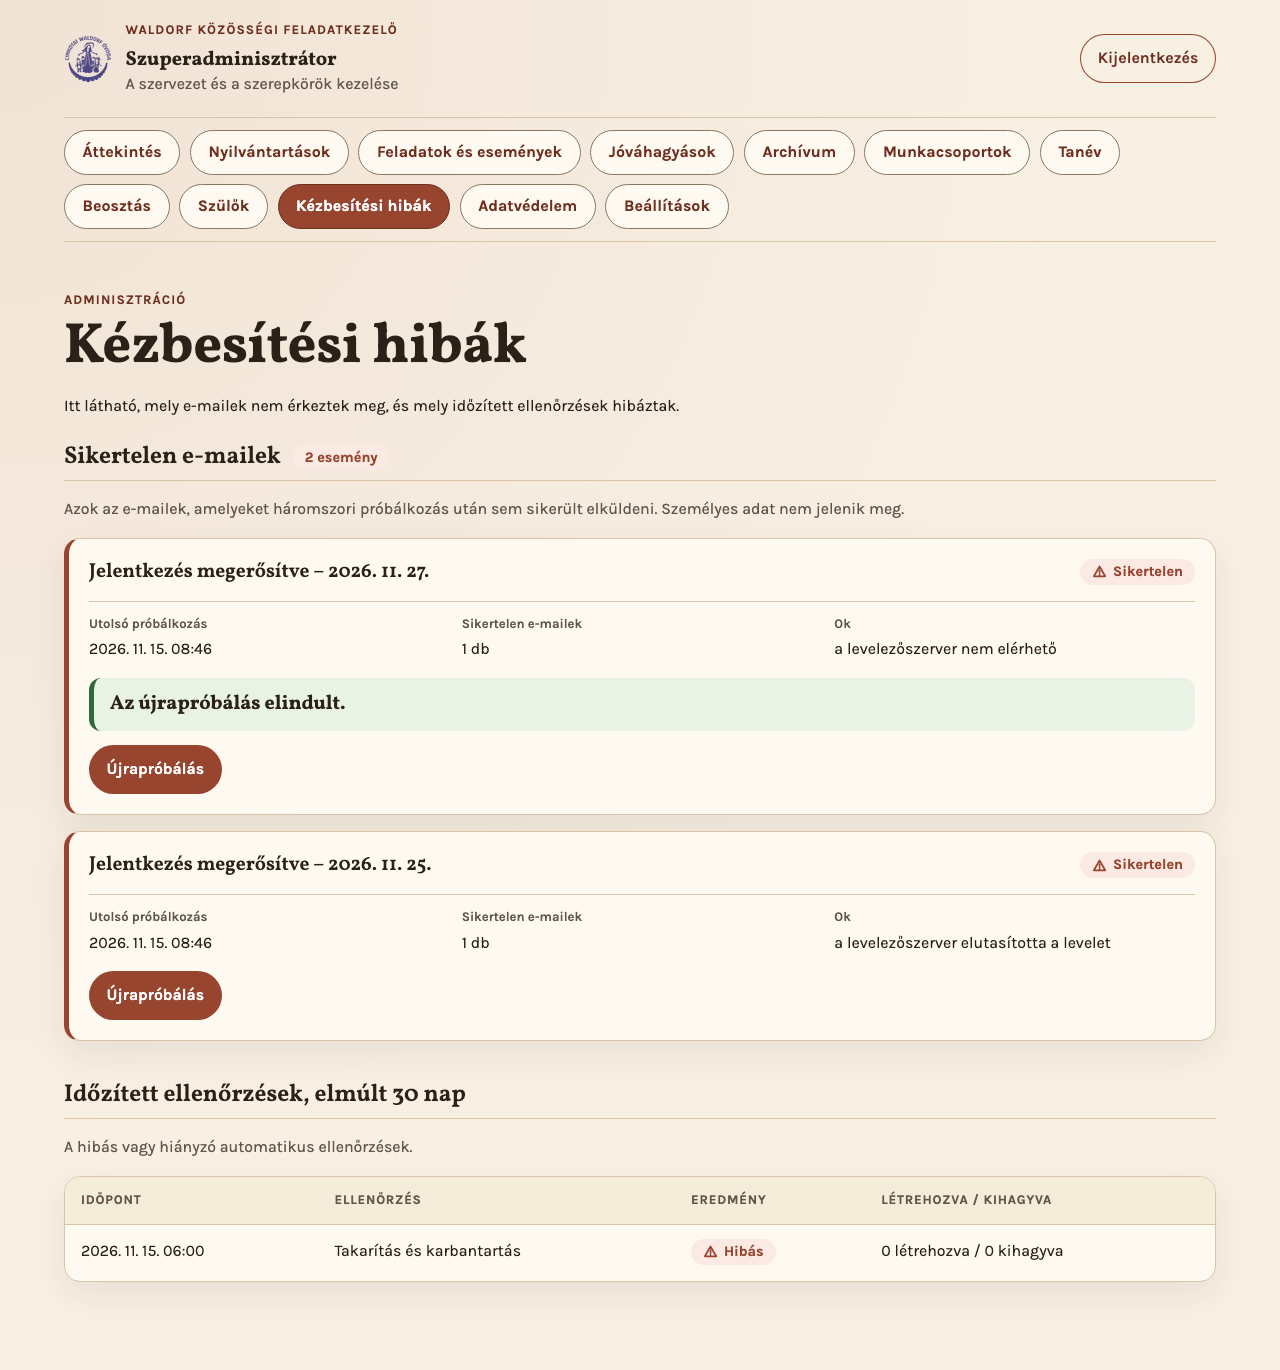 WALDORF KÖZÖSSÉGI FELADATKEZELŐ
Szuperadminisztrátor
A szervezet és a szerepkörök kezelése
Kijelentkezés
Áttekintés
Nyilvántartások
Feladatok és események
Jóváhagyások
Archívum
Munkacsoportok
Tanév
Beosztás
Szülők
Kézbesítési hibák
Adatvédelem
Beállítások
ADMINISZTRÁCIÓ
Kézbesítési hibák
Itt látható, mely e-mailek nem érkeztek meg, és mely időzített ellenőrzések hibáztak.
Sikertelen e-mailek
2 esemény
Azok az e-mailek, amelyeket háromszori próbálkozás után sem sikerült elküldeni. Személyes adat nem jelenik meg.
Jelentkezés megerősítve – 2026. 11. 27.
Sikertelen
Utolsó próbálkozás
Sikertelen e-mailek
Ok
2026. 11. 15. 08:46
1 db
a levelezőszerver nem elérhető
Az újrapróbálás elindult.
Újrapróbálás
Jelentkezés megerősítve – 2026. 11. 25.
Sikertelen
Utolsó próbálkozás
Sikertelen e-mailek
Ok
2026. 11. 15. 08:46
1 db
a levelezőszerver elutasította a levelet
Újrapróbálás
Időzített ellenőrzések, elmúlt 30 nap
A hibás vagy hiányzó automatikus ellenőrzések.
IDŐPONT
ELLENŐRZÉS
EREDMÉNY
LÉTREHOZVA / KIHAGYVA
2026. 11. 15. 06:00
Takarítás és karbantartás
Hibás
0 létrehozva / 0 kihagyva